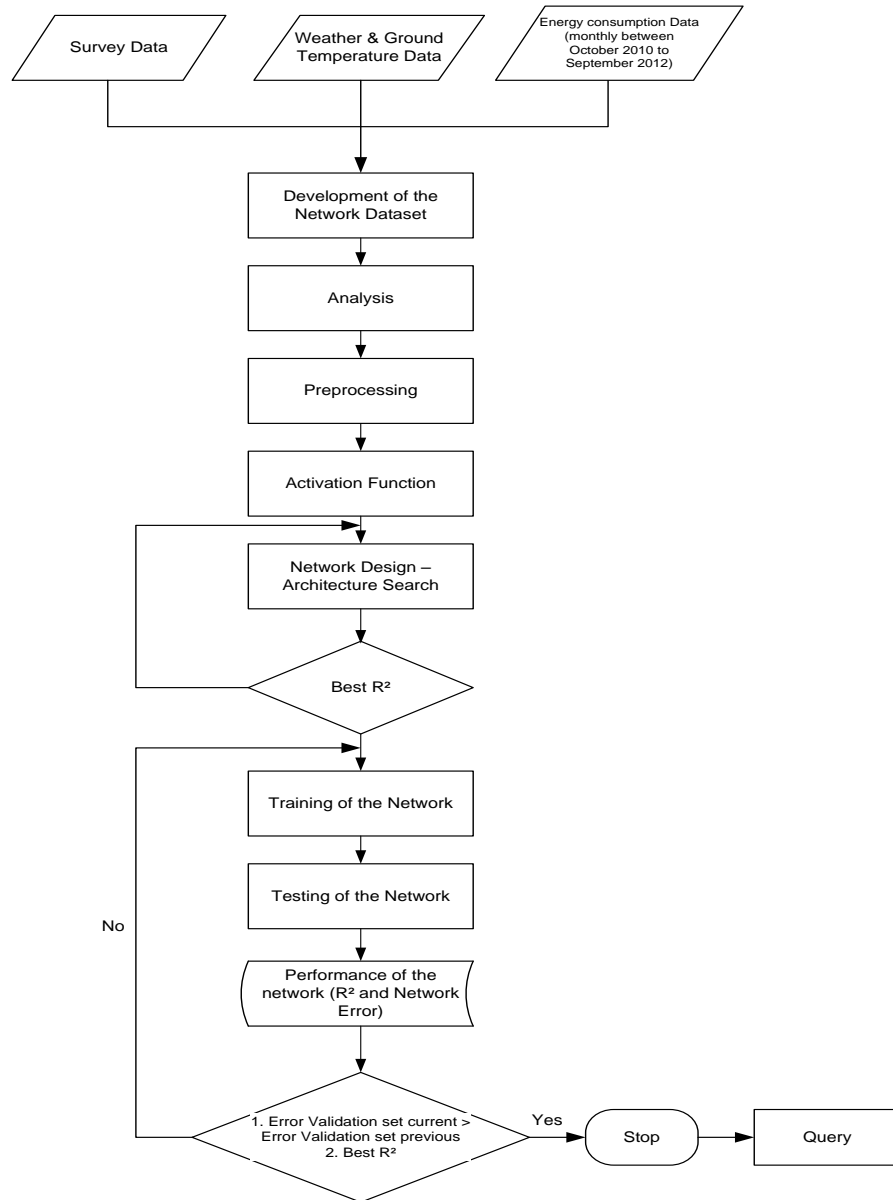 Survey Data
Weather & Ground
Temperature Data
Energy consumption Data
(monthly between
October 2010 to
September 2012)
Development of the
Network Dataset
Analysis
Preprocessing
Activation Function
Network Design –
Architecture Search
Best R²
Training of the Network
Testing of the Network
No
Performance of the
network (R² and Network
Error)
1. Error Validation set current >
Error Validation set previous
2. Best R²
Yes
Stop
Query